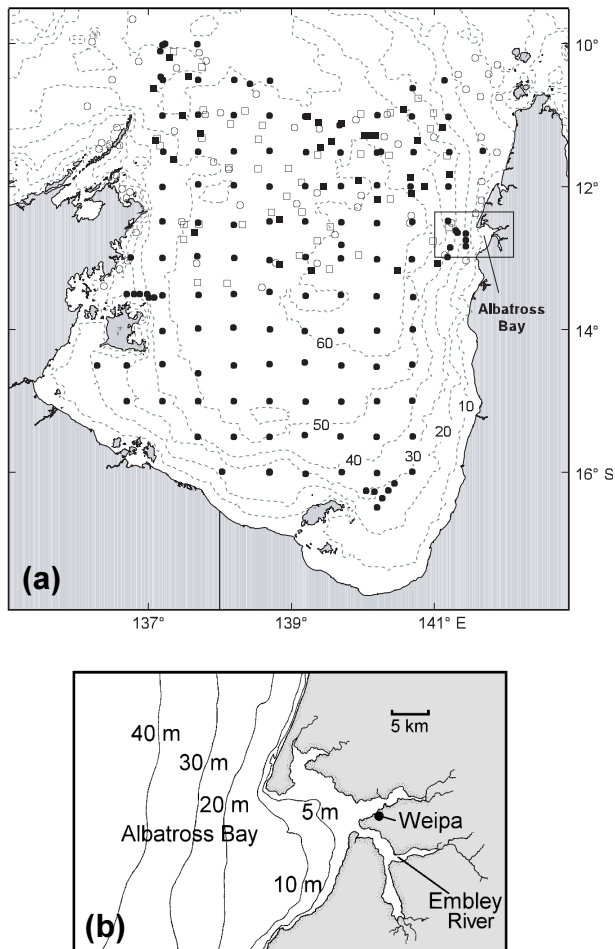 10°
12°
Albatross
Bay
14°
60
10
20
50
40
30
16° S
(a)
137°
139°
141° E
5 km
40 m
30 m
20 m
5 m
Weipa
Albatross Bay
10 m
Embley
River
(b)